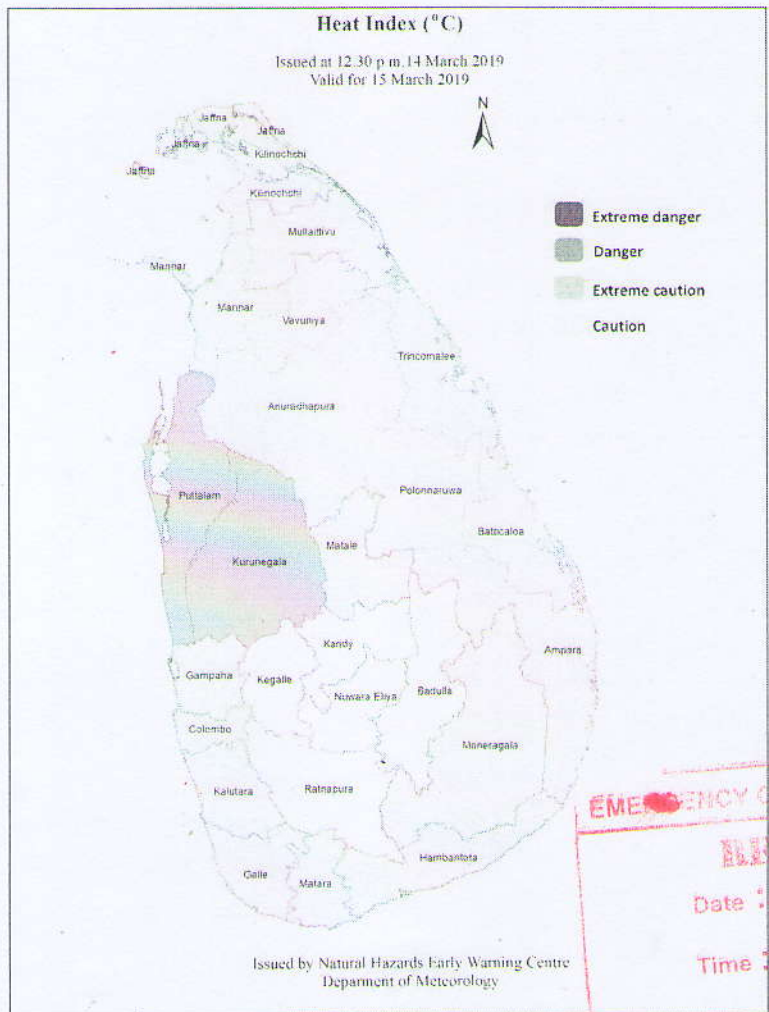 Heat Index (°C)
Issued at 12.30 p m.14 March 2019
Valid for 15 March 2019
N
Jaffna
Jaffna
Jaffna
Jaffna
Kilinochchi
Kilinochchi
Mullaitivu
Extreme danger
Danger
Extreme caution
Caution
Mannar
Mannar
Vavuniya
Trincomalee
Anuradhapura
Puttalam
Polonnaruwa
Batticaloa
Matale
Kurunegala
Kandy
Ampara
Gampaha
Kegalle
Nuwara Eliya
Badulla
Colombo
Moneragala
Kalutara
Ratnapura
Galle
Matara
Hambantota
Date :
Time :
Issued by Natural Hazards Early Warning Centre
Deparment of Meteorology